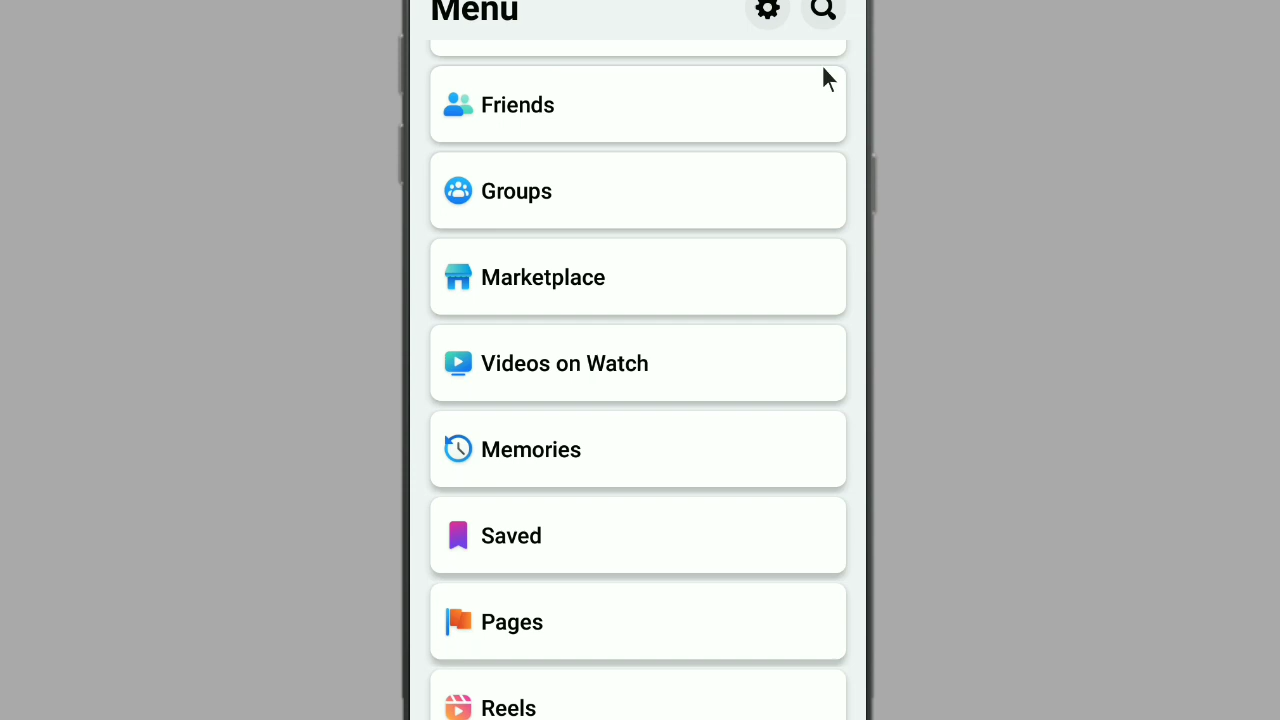 Menu
Friends
Groups
Marketplace
Videos on Watch
Memories
Saved
Pages
Reels